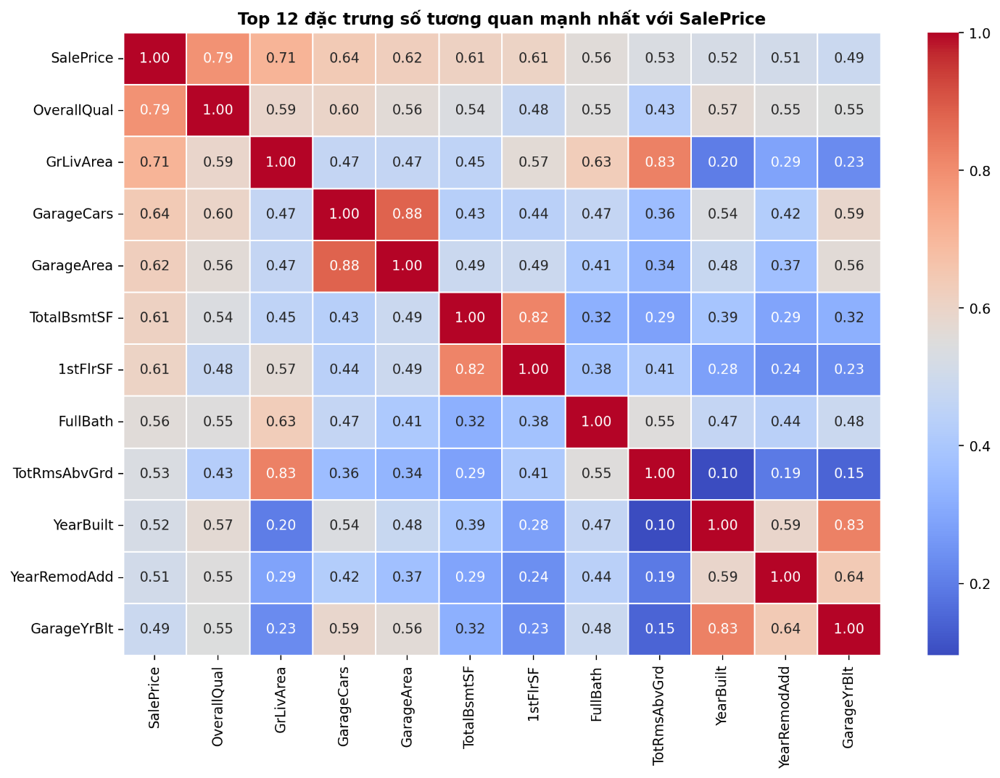 Top 12 đặc trưng số tương quan mạnh nhất với SalePrice
SalePrice 1.00 0.79 0.71 0.64 0.62 0.61 0.61 0.56 0.53 0.52 0.51 0.49
OverallQual 0.79 1.00 0.59 0.60 0.56 0.54 0.48 0.55 0.43 0.57 0.55 0.55
GrLivArea 0.71 0.59 1.00 0.47 0.47 0.45 0.57 0.63 0.83 0.20 0.29 0.23
GarageCars 0.64 0.60 0.47 1.00 0.88 0.43 0.44 0.47 0.36 0.54 0.42 0.59
GarageArea 0.62 0.56 0.47 0.88 1.00 0.49 0.49 0.41 0.34 0.48 0.37 0.56
TotalBsmtSF 0.61 0.54 0.45 0.43 0.49 1.00 0.82 0.32 0.29 0.39 0.29 0.32
1stFlrSF 0.61 0.48 0.57 0.44 0.49 0.82 1.00 0.38 0.41 0.28 0.24 0.23
FullBath 0.56 0.55 0.63 0.47 0.41 0.32 0.38 1.00 0.55 0.47 0.44 0.48
TotRmsAbvGrd 0.53 0.43 0.83 0.36 0.34 0.29 0.41 0.55 1.00 0.10 0.19 0.15
YearBuilt 0.52 0.57 0.20 0.54 0.48 0.39 0.28 0.47 0.10 1.00 0.59 0.83
YearRemodAdd 0.51 0.55 0.29 0.42 0.37 0.29 0.24 0.44 0.19 0.59 1.00 0.64
GarageYrBlt 0.49 0.55 0.23 0.59 0.56 0.32 0.23 0.48 0.15 0.83 0.64 1.00
SalePrice
OverallQual
GrLivArea
GarageCars
GarageArea
TotalBsmtSF
1stFlrSF
FullBath
TotRmsAbvGrd
YearBuilt
YearRemodAdd
GarageYrBlt
1.0
0.8
0.6
0.4
0.2